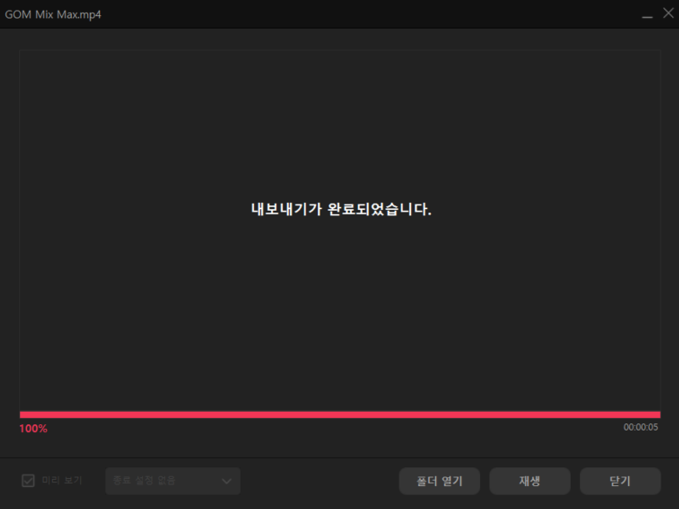 GOM Mix Max.mp4
내보내기가 완료되었습니다.
100%
00:00:05
미리 보기
종료 설정 없음
폴더 열기
재생
닫기